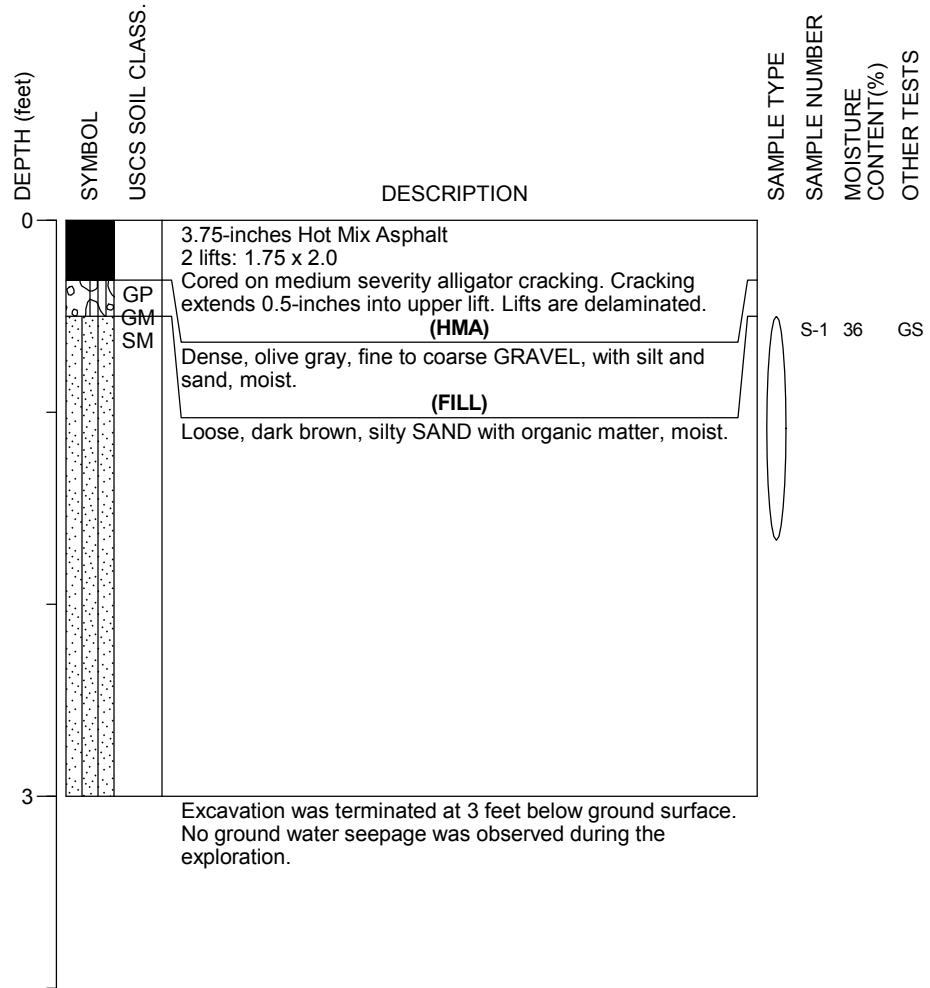 DEPTH (feet)
SYMBOL
USCS SOIL CLASS.
DESCRIPTION
SAMPLE TYPE
SAMPLE NUMBER
MOISTURE
CONTENT(%)
OTHER TESTS
0
3.75-inches Hot Mix Asphalt
2 lifts: 1.75 x 2.0
Cored on medium severity alligator cracking. Cracking
extends 0.5-inches into upper lift. Lifts are delaminated.
(HMA)
GP
GM
SM
S-1 36 GS
Dense, olive gray, fine to coarse GRAVEL, with silt and
sand, moist.
(FILL)
Loose, dark brown, silty SAND with organic matter, moist.
3
Excavation was terminated at 3 feet below ground surface.
No ground water seepage was observed during the
exploration.